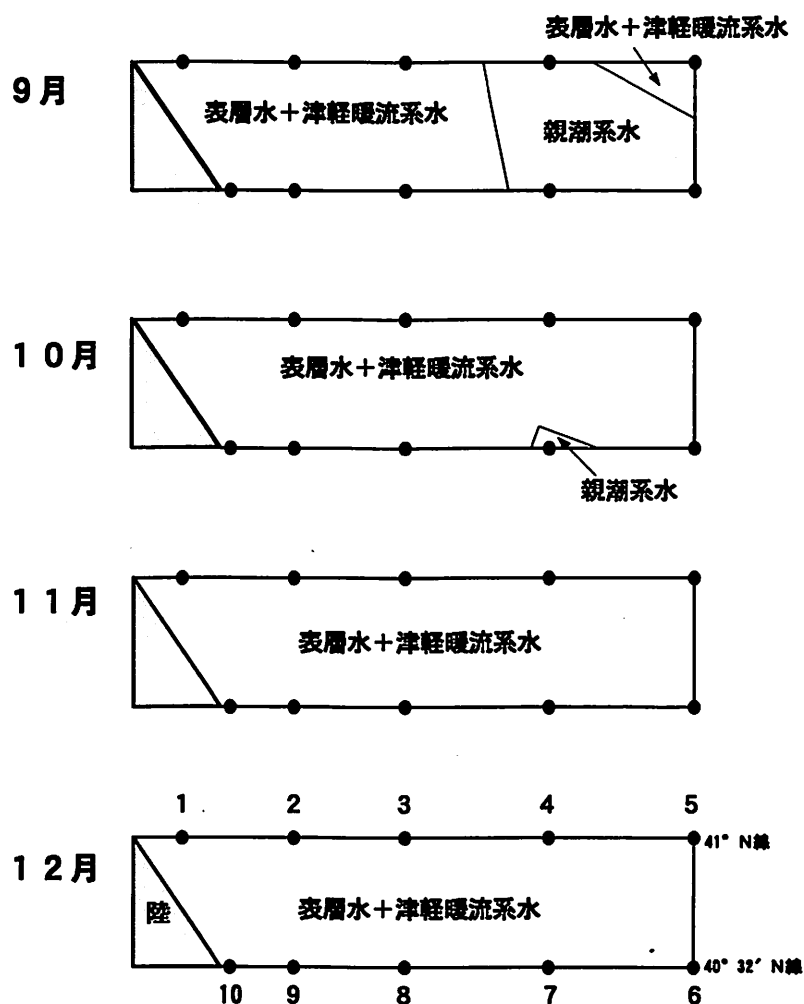 表層水＋津軽暖流系水
9月
表層水＋津軽暖流系水
親潮系水
10月
表層水＋津軽暖流系水
親潮系水
11月
表層水＋津軽暖流系水
1 2 3 4 5
12月
41° N線
陸
表層水＋津軽暖流系水
40° 32′ N線
10 9 8 7 6